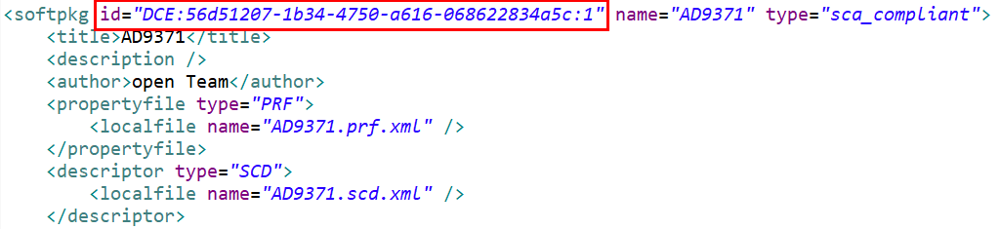 <softpkg id="DCE:56d51207-1b34-4750-a616-068622834a5c:1" name="AD9371" type="sca_compliant">
<title>AD9371</title>
<description />
<author>open Team</author>
<propertyfile type="PRF">
<localfile name="AD9371.prf.xml" />
</propertyfile>
<descriptor type="SCD">
<localfile name="AD9371.scd.xml" />
</descriptor>